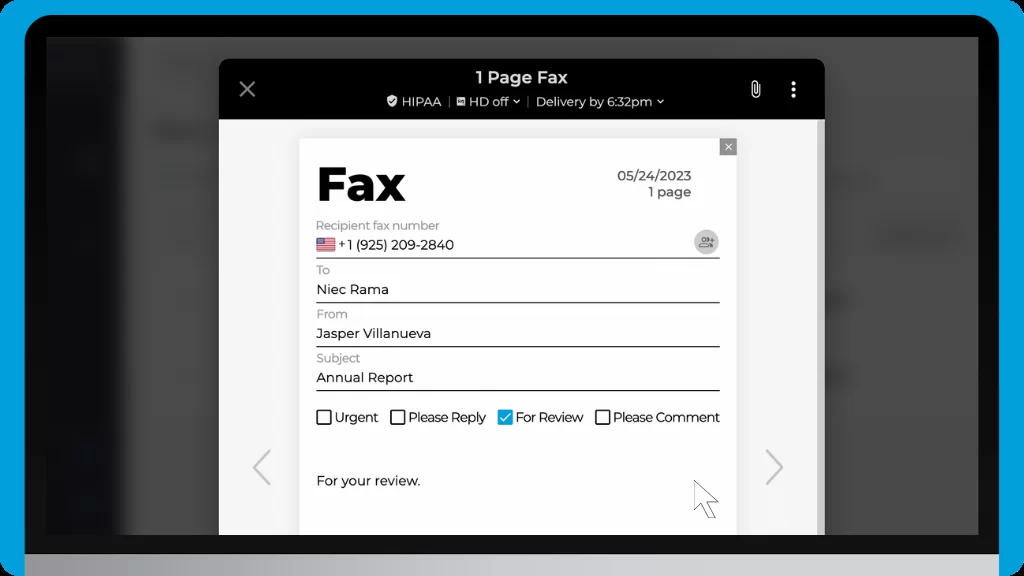 1 Page Fax
HIPAA | HD off | Delivery by 6:32pm
Fax
05/24/2023
1 page
Recipient fax number
+1 (925) 209-2840
To
Niec Rama
From
Jasper Villanueva
Subject
Annual Report
Urgent Please Reply For Review Please Comment
For your review.